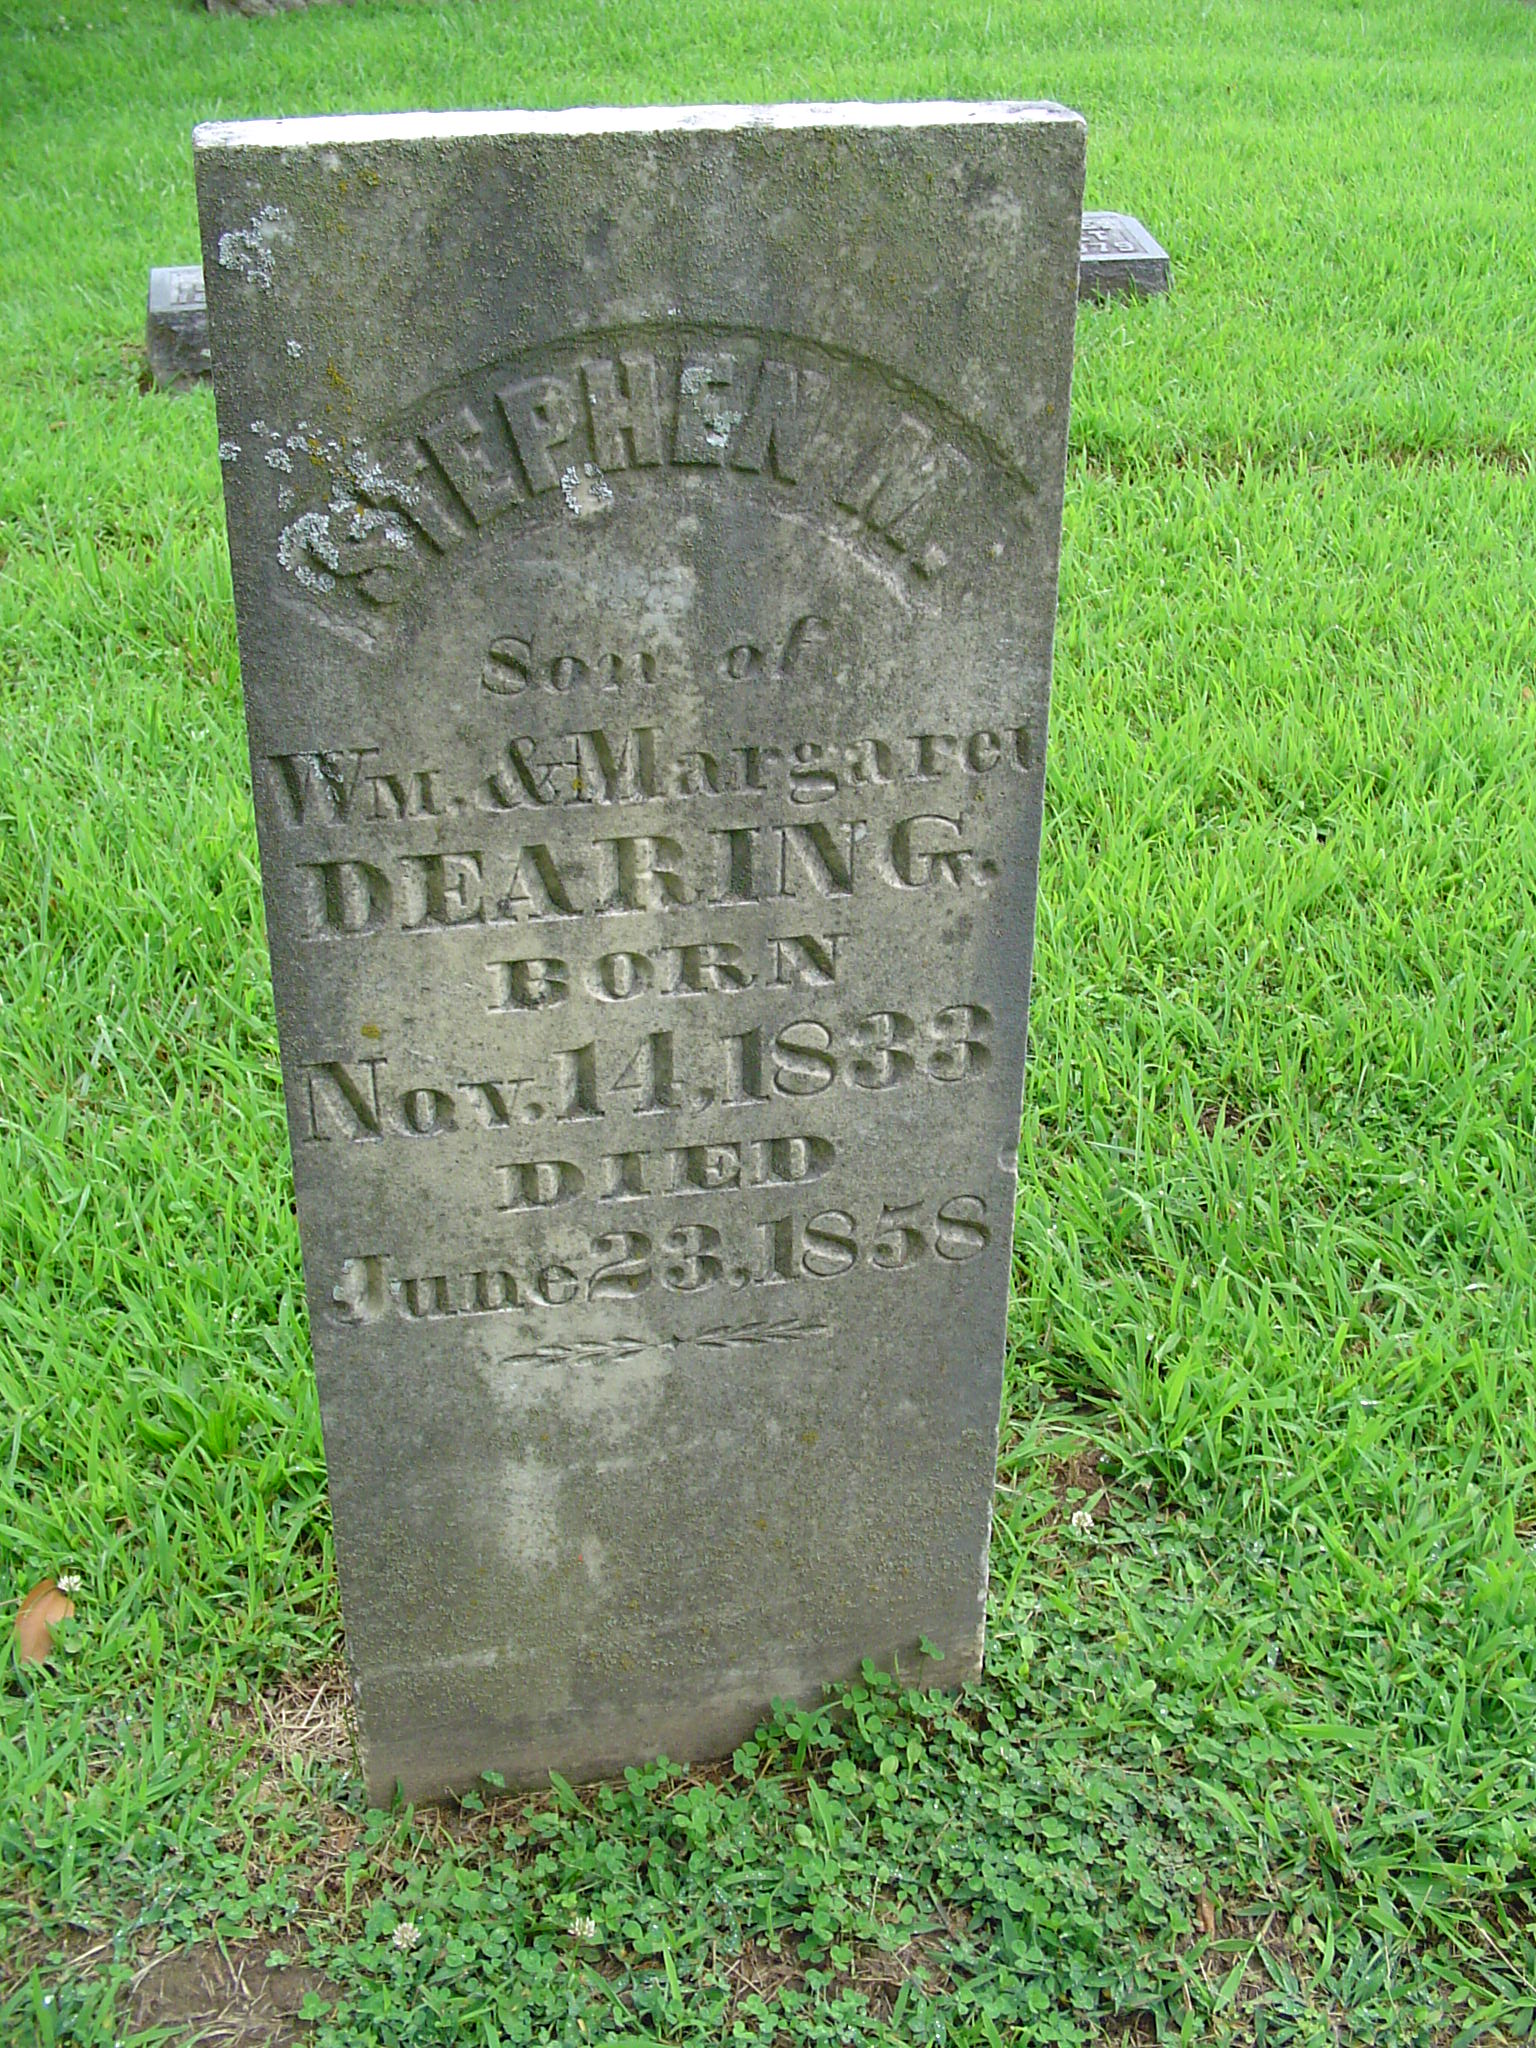 STEPHEN. M.
Son of
WM. & Margaret
DEARING.
BORN
Nov. 14, 1833
DIED
June 23, 1858